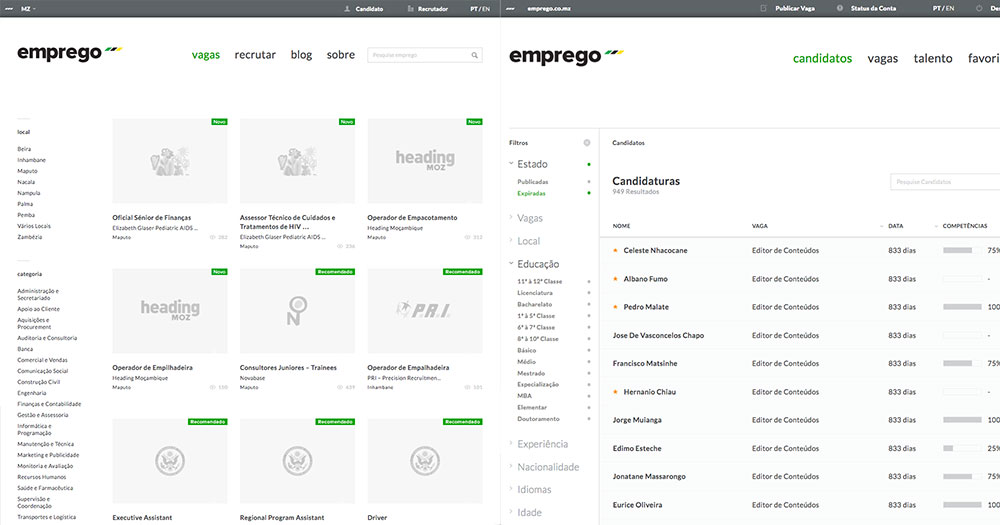 MZ
Candidato
Recrutador
PT / EN
emprego
vagas
recrutar
blog
sobre
Pesquise emprego
local
Beira
Inhambane
Maputo
Nacala
Nampula
Palma
Pemba
Vários Locais
Zambézia
categoria
Administração e
Secretariado
Apoio ao Cliente
Aquisições e
Procurement
Auditoria e Consultoria
Banca
Comercial e Vendas
Comunicação Social
Construção Civil
Engenharia
Finanças e Contabilidade
Gestão e Assessoria
Informática e
Programação
Manutenção e Técnica
Marketing e Publicidade
Monitoria e Avaliação
Recursos Humanos
Saúde e Farmacêutica
Supervisão e
Coordenação
Transportes e Logística
Novo
Oficial Sénior de Finanças
Elizabeth Glaser Pediatric AIDS ...
Maputo
282
Novo
Assessor Técnico de Cuidados e
Tratamentos de HIV ...
Elizabeth Glaser Pediatric AIDS ...
Maputo
236
Novo
heading
MOZ
Operador de Empacotamento
Heading Moçambique
Maputo
312
Novo
heading
MOZ
Operador de Empilhadeira
Heading Moçambique
Maputo
Recomendado
Consultores Juniores – Trainees
Novabase
Maputo
639
Recomendado
P.R.I.
Operador de Empalhadeira
PRI – Precision Recruitmen...
Inhambane
Recomendado
Executive Assistant
Recomendado
Regional Program Assistant
Recomendado
Driver
emprego.co.mz
Publicar Vaga
Status da Conta
PT / EN
De
emprego
candidatos
vagas
talento
favori
Filtros
Estado
Publicadas
Expiradas
Vagas
Local
Educação
11ª à 12ª Classe
Licenciatura
Bacharelato
1ª à 5ª Classe
6ª à 7ª Classe
8ª à 10ª Classe
Básico
Médio
Mestrado
Especialização
MBA
Elementar
Doutoramento
Experiência
Nacionalidade
Idiomas
Idade
Candidatos
Candidaturas
949 Resultados
Pesquise Candidatos
NOME VAGA DATA COMPETÊNCIAS
Celeste Nhacocane Editor de Conteúdos 833 dias 75%
Albano Fumo Editor de Conteúdos 833 dias -
Pedro Malate Editor de Conteúdos 833 dias 100
Jose De Vasconcelos Chapo Editor de Conteúdos 833 dias -
Francisco Matsinhe Editor de Conteúdos 833 dias 75%
Hernanio Chiau Editor de Conteúdos 833 dias -
Jorge Muianga Editor de Conteúdos 833 dias 100
Edimo Esteche Editor de Conteúdos 833 dias 25%
Jonatane Massarongo Editor de Conteúdos 833 dias 75%
Eurice Oliveira Editor de Conteúdos 833 dias 100